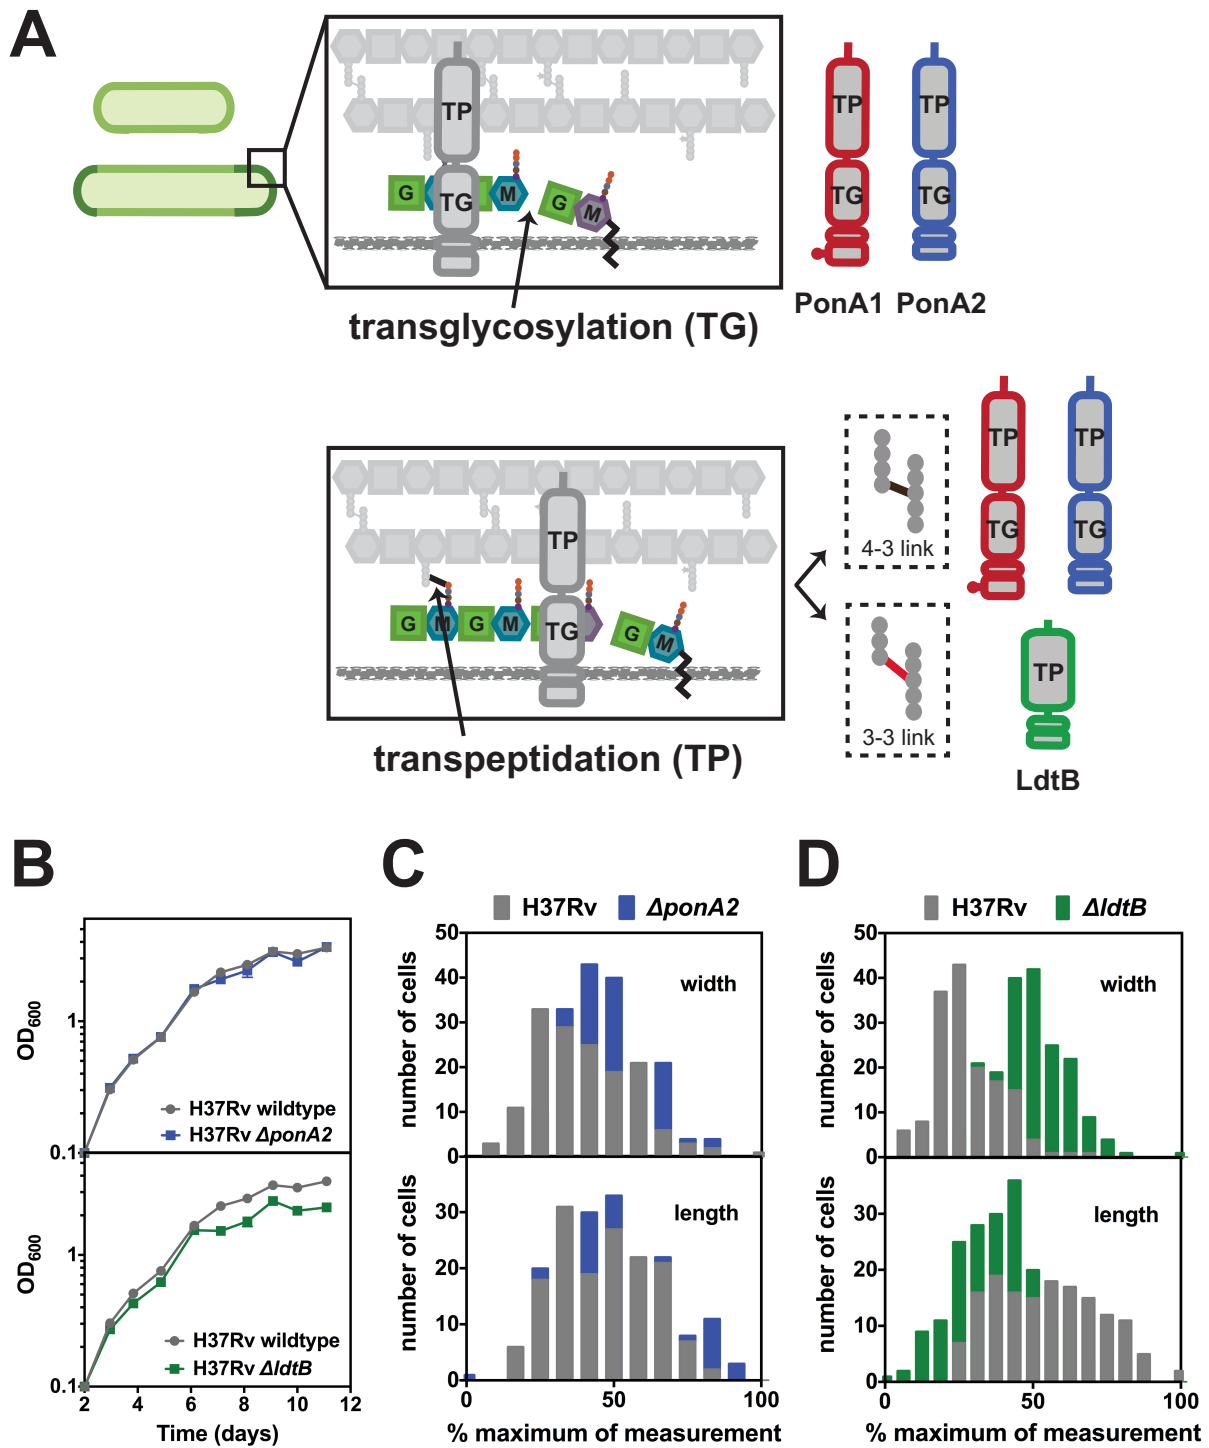 A
TP
TG
G
M
G
M
transglycosylation (TG)
TP
TG
TP
TG
PonA1 PonA2
TP
TG
G
M
G
M
G
M
transpeptidation (TP)
4-3 link
3-3 link
TP
TG
TP
TG
TP
LdtB
B
OD600
1
0.1
H37Rv wildtype
H37Rv ΔponA2
OD600
1
0.1
H37Rv wildtype
H37Rv ΔldtB
2 4 6 8 10 12
Time (days)
C
H37Rv ΔponA2
number of cells
50
40
30
20
10
0
width
number of cells
30
20
10
0
length
0 50 100
% maximum of measurement
D
H37Rv ΔldtB
number of cells
50
40
30
20
10
0
width
number of cells
30
20
10
0
length
0 50 100
% maximum of measurement